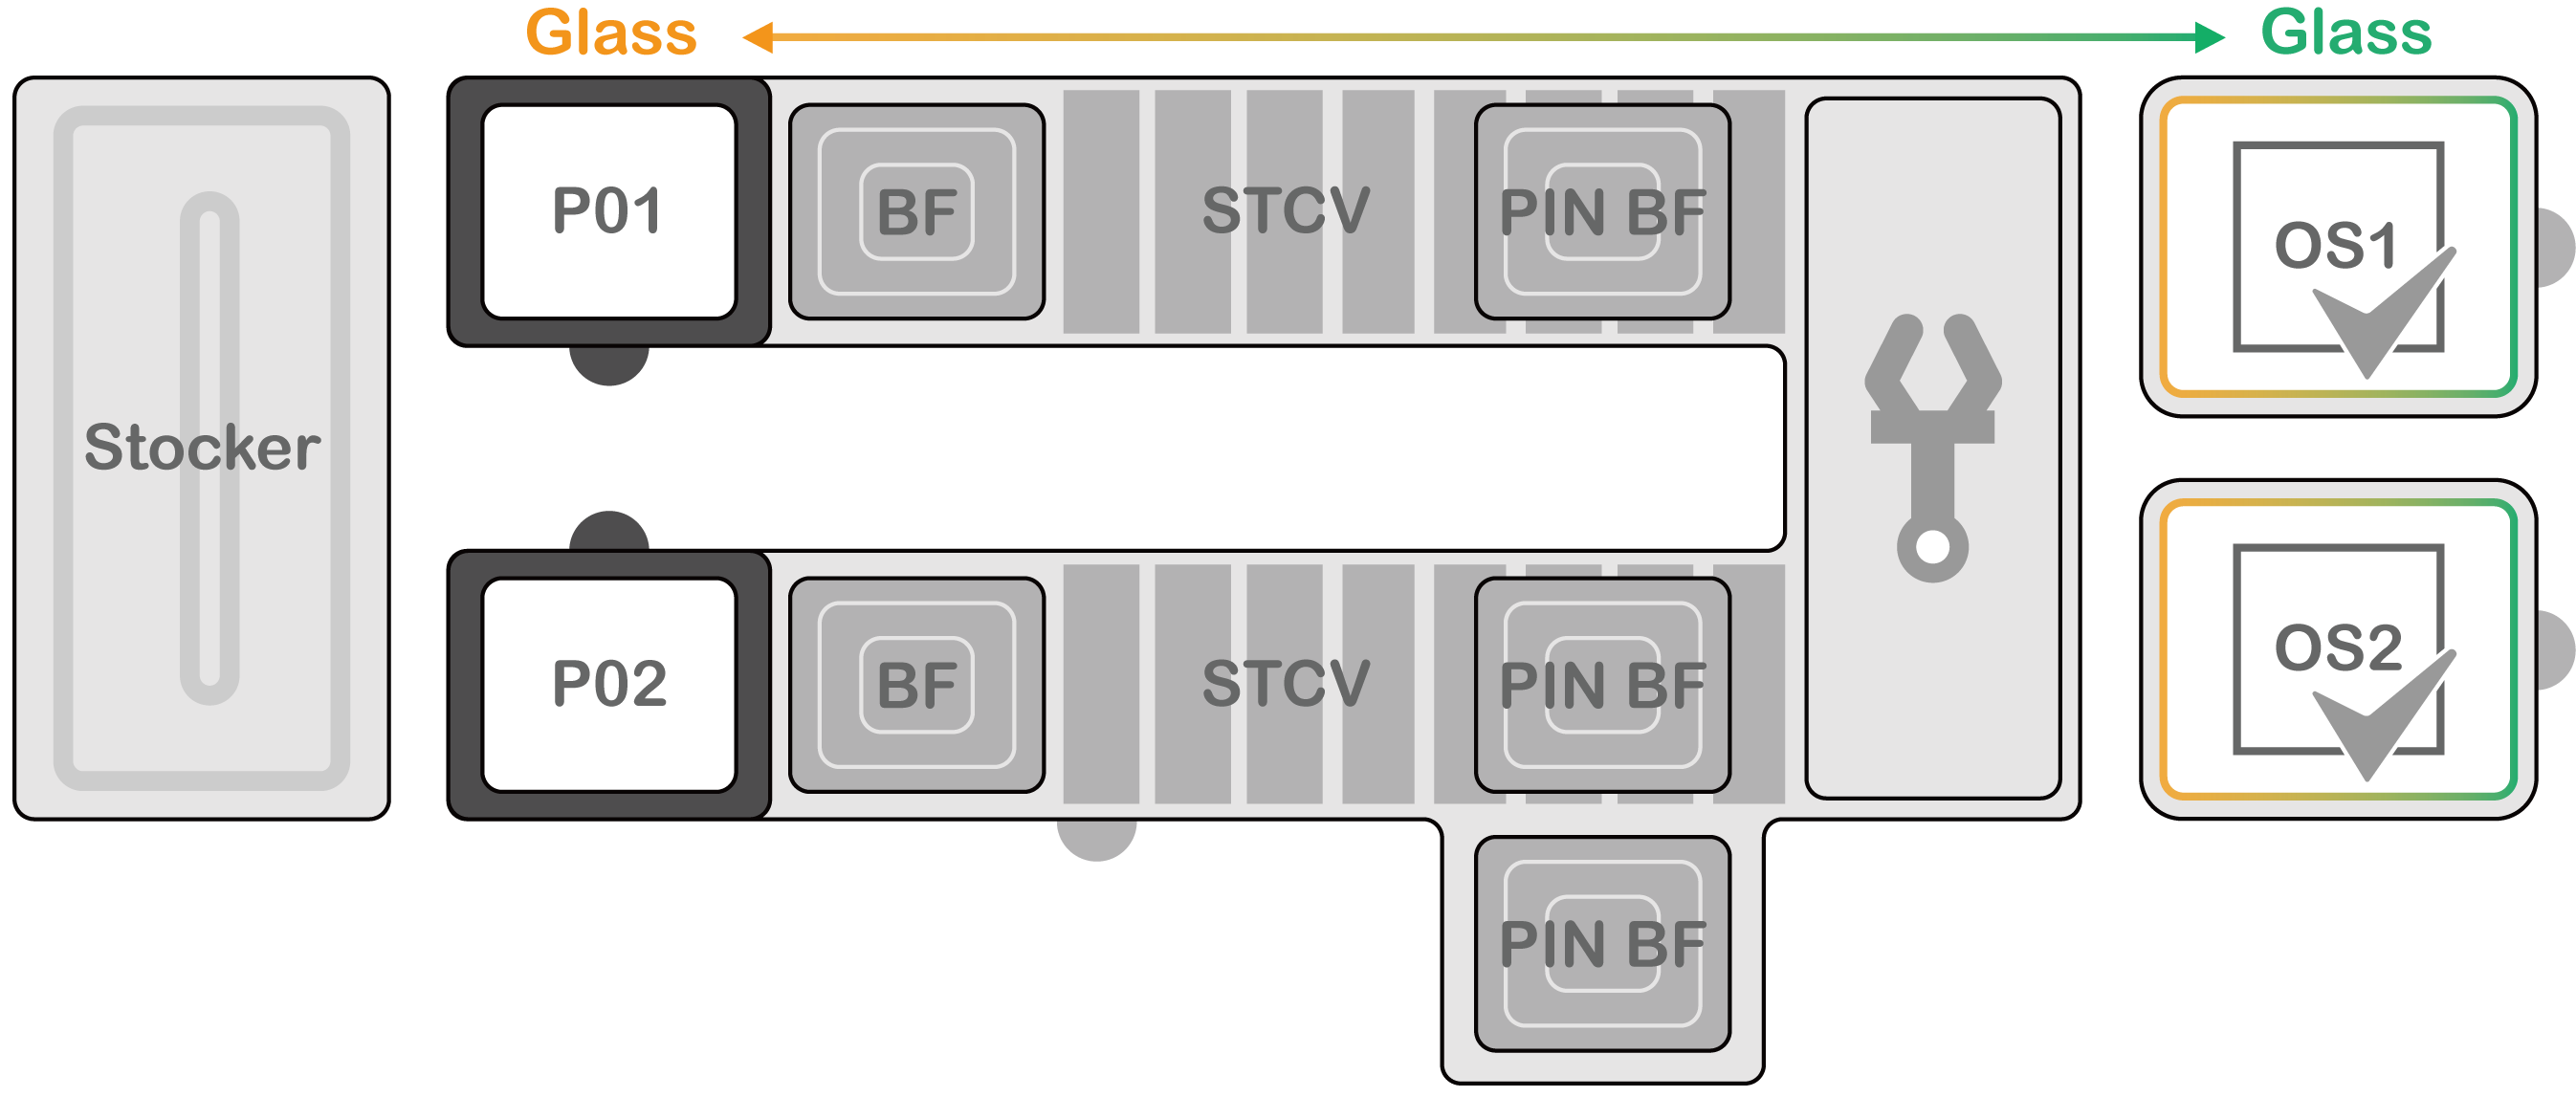 Glass
Glass
P01
BF
STCV
PIN BF
OS1
Stocker
P02
BF
STCV
PIN BF
OS2
PIN BF